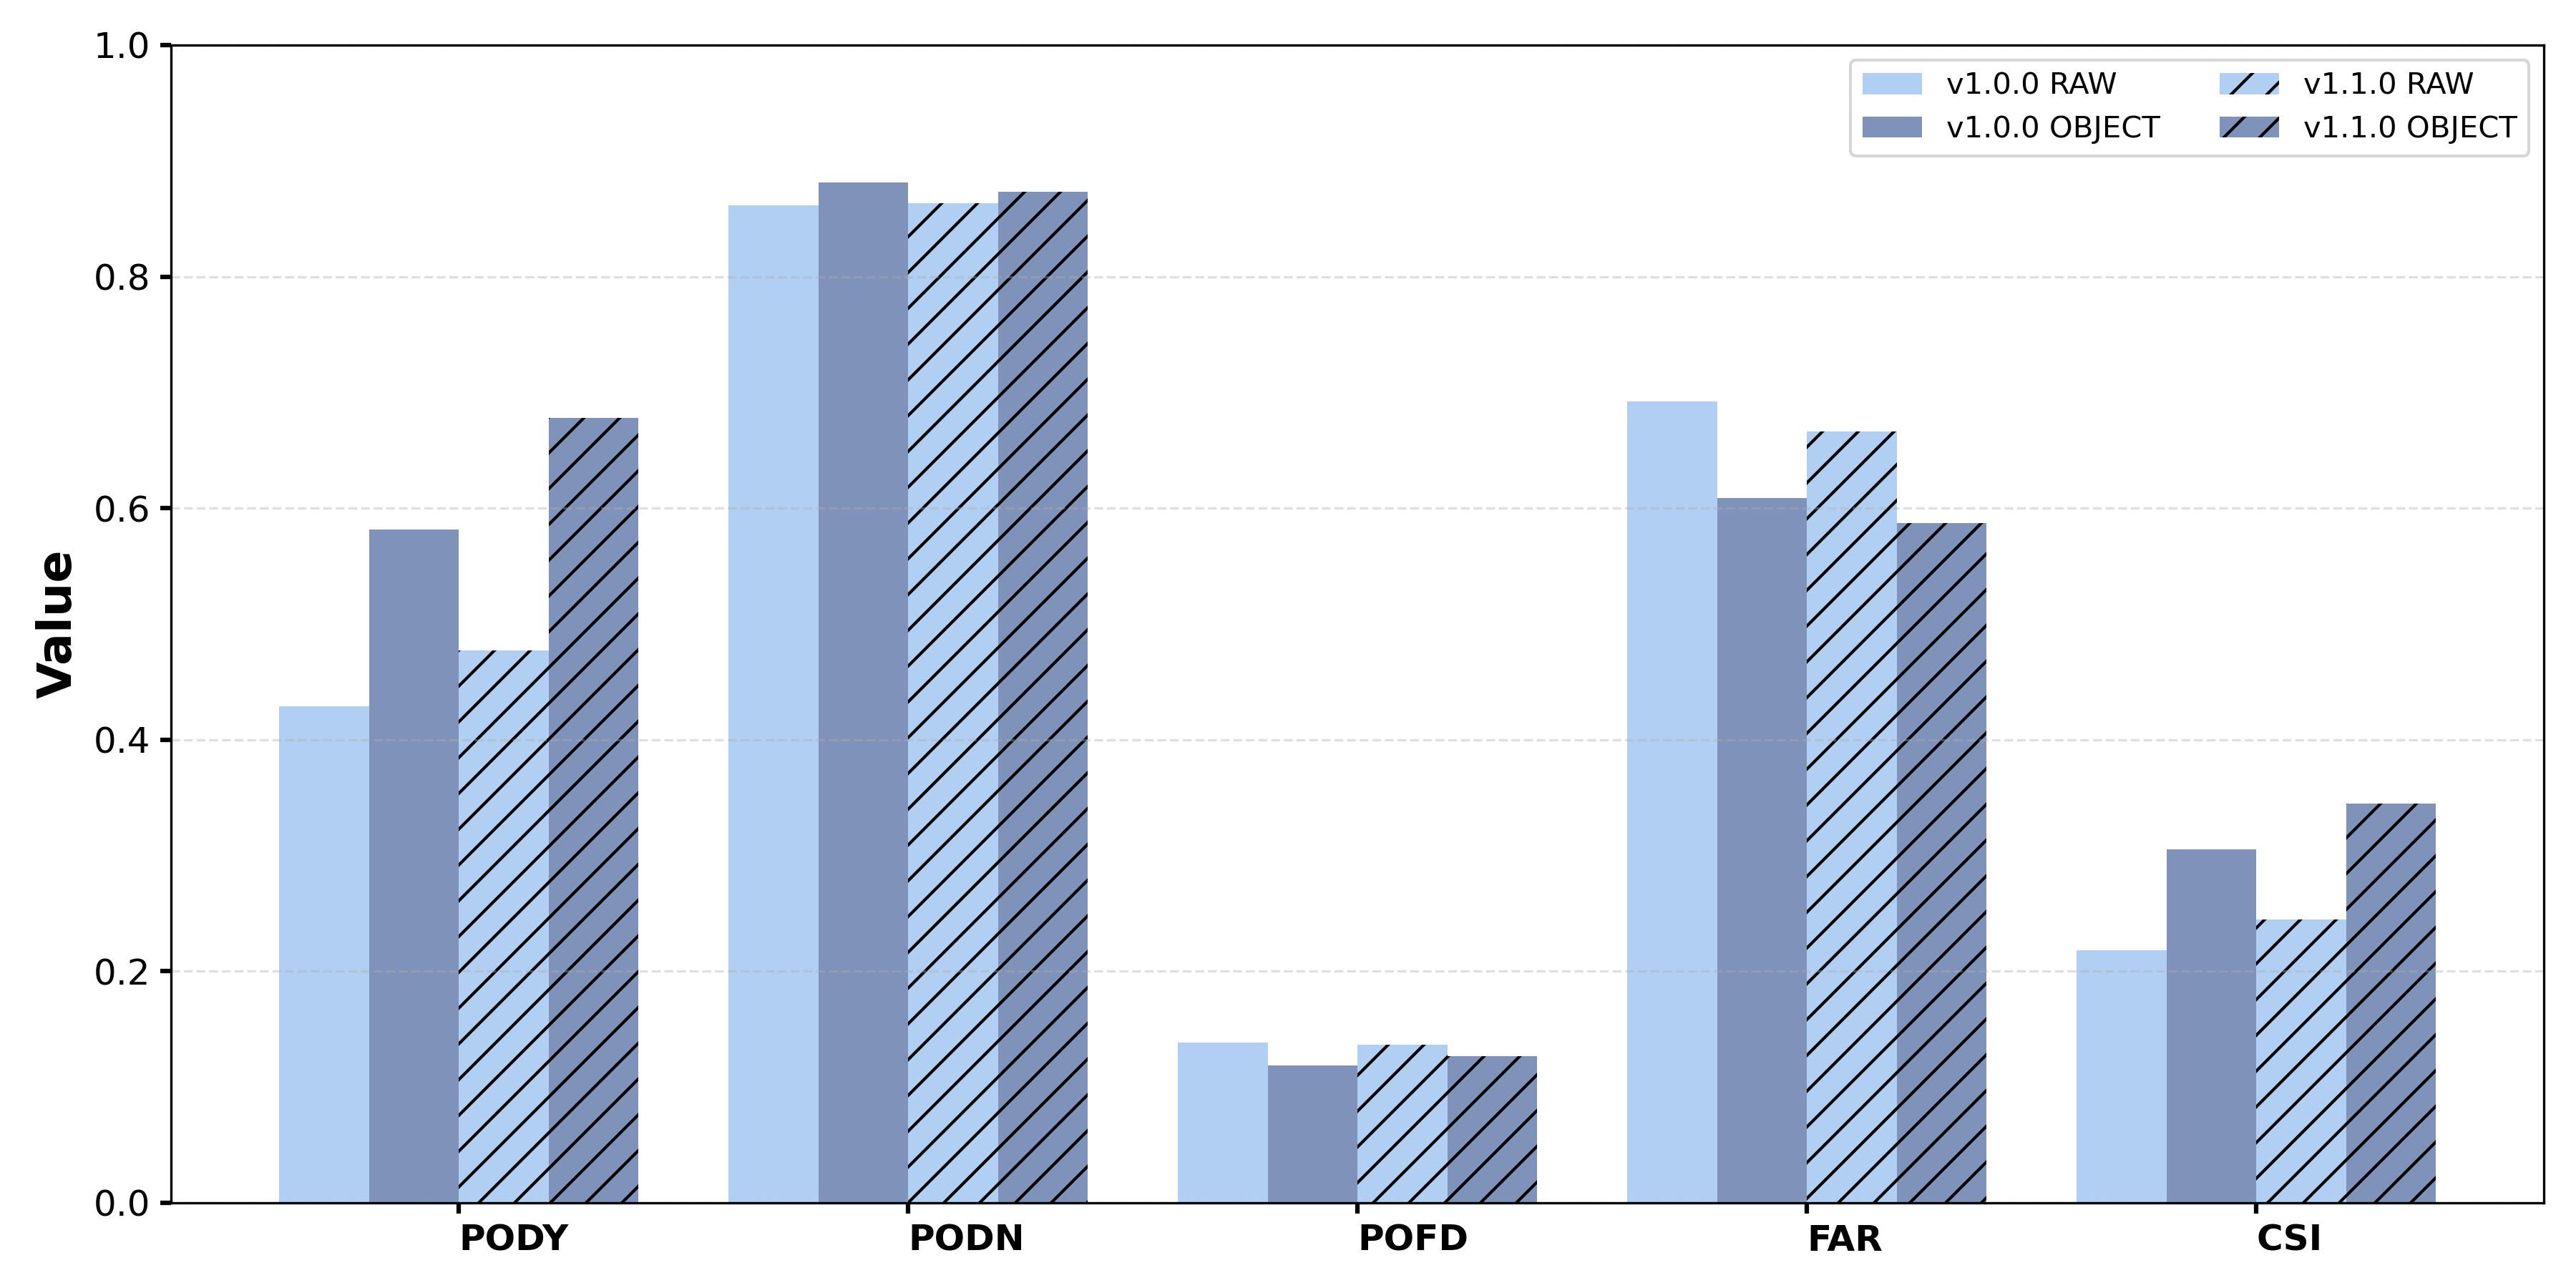 v1.0.0 RAW
v1.0.0 OBJECT
v1.1.0 RAW
v1.1.0 OBJECT
Value
1.0
0.8
0.6
0.4
0.2
0.0
PODY PODN POFD FAR CSI